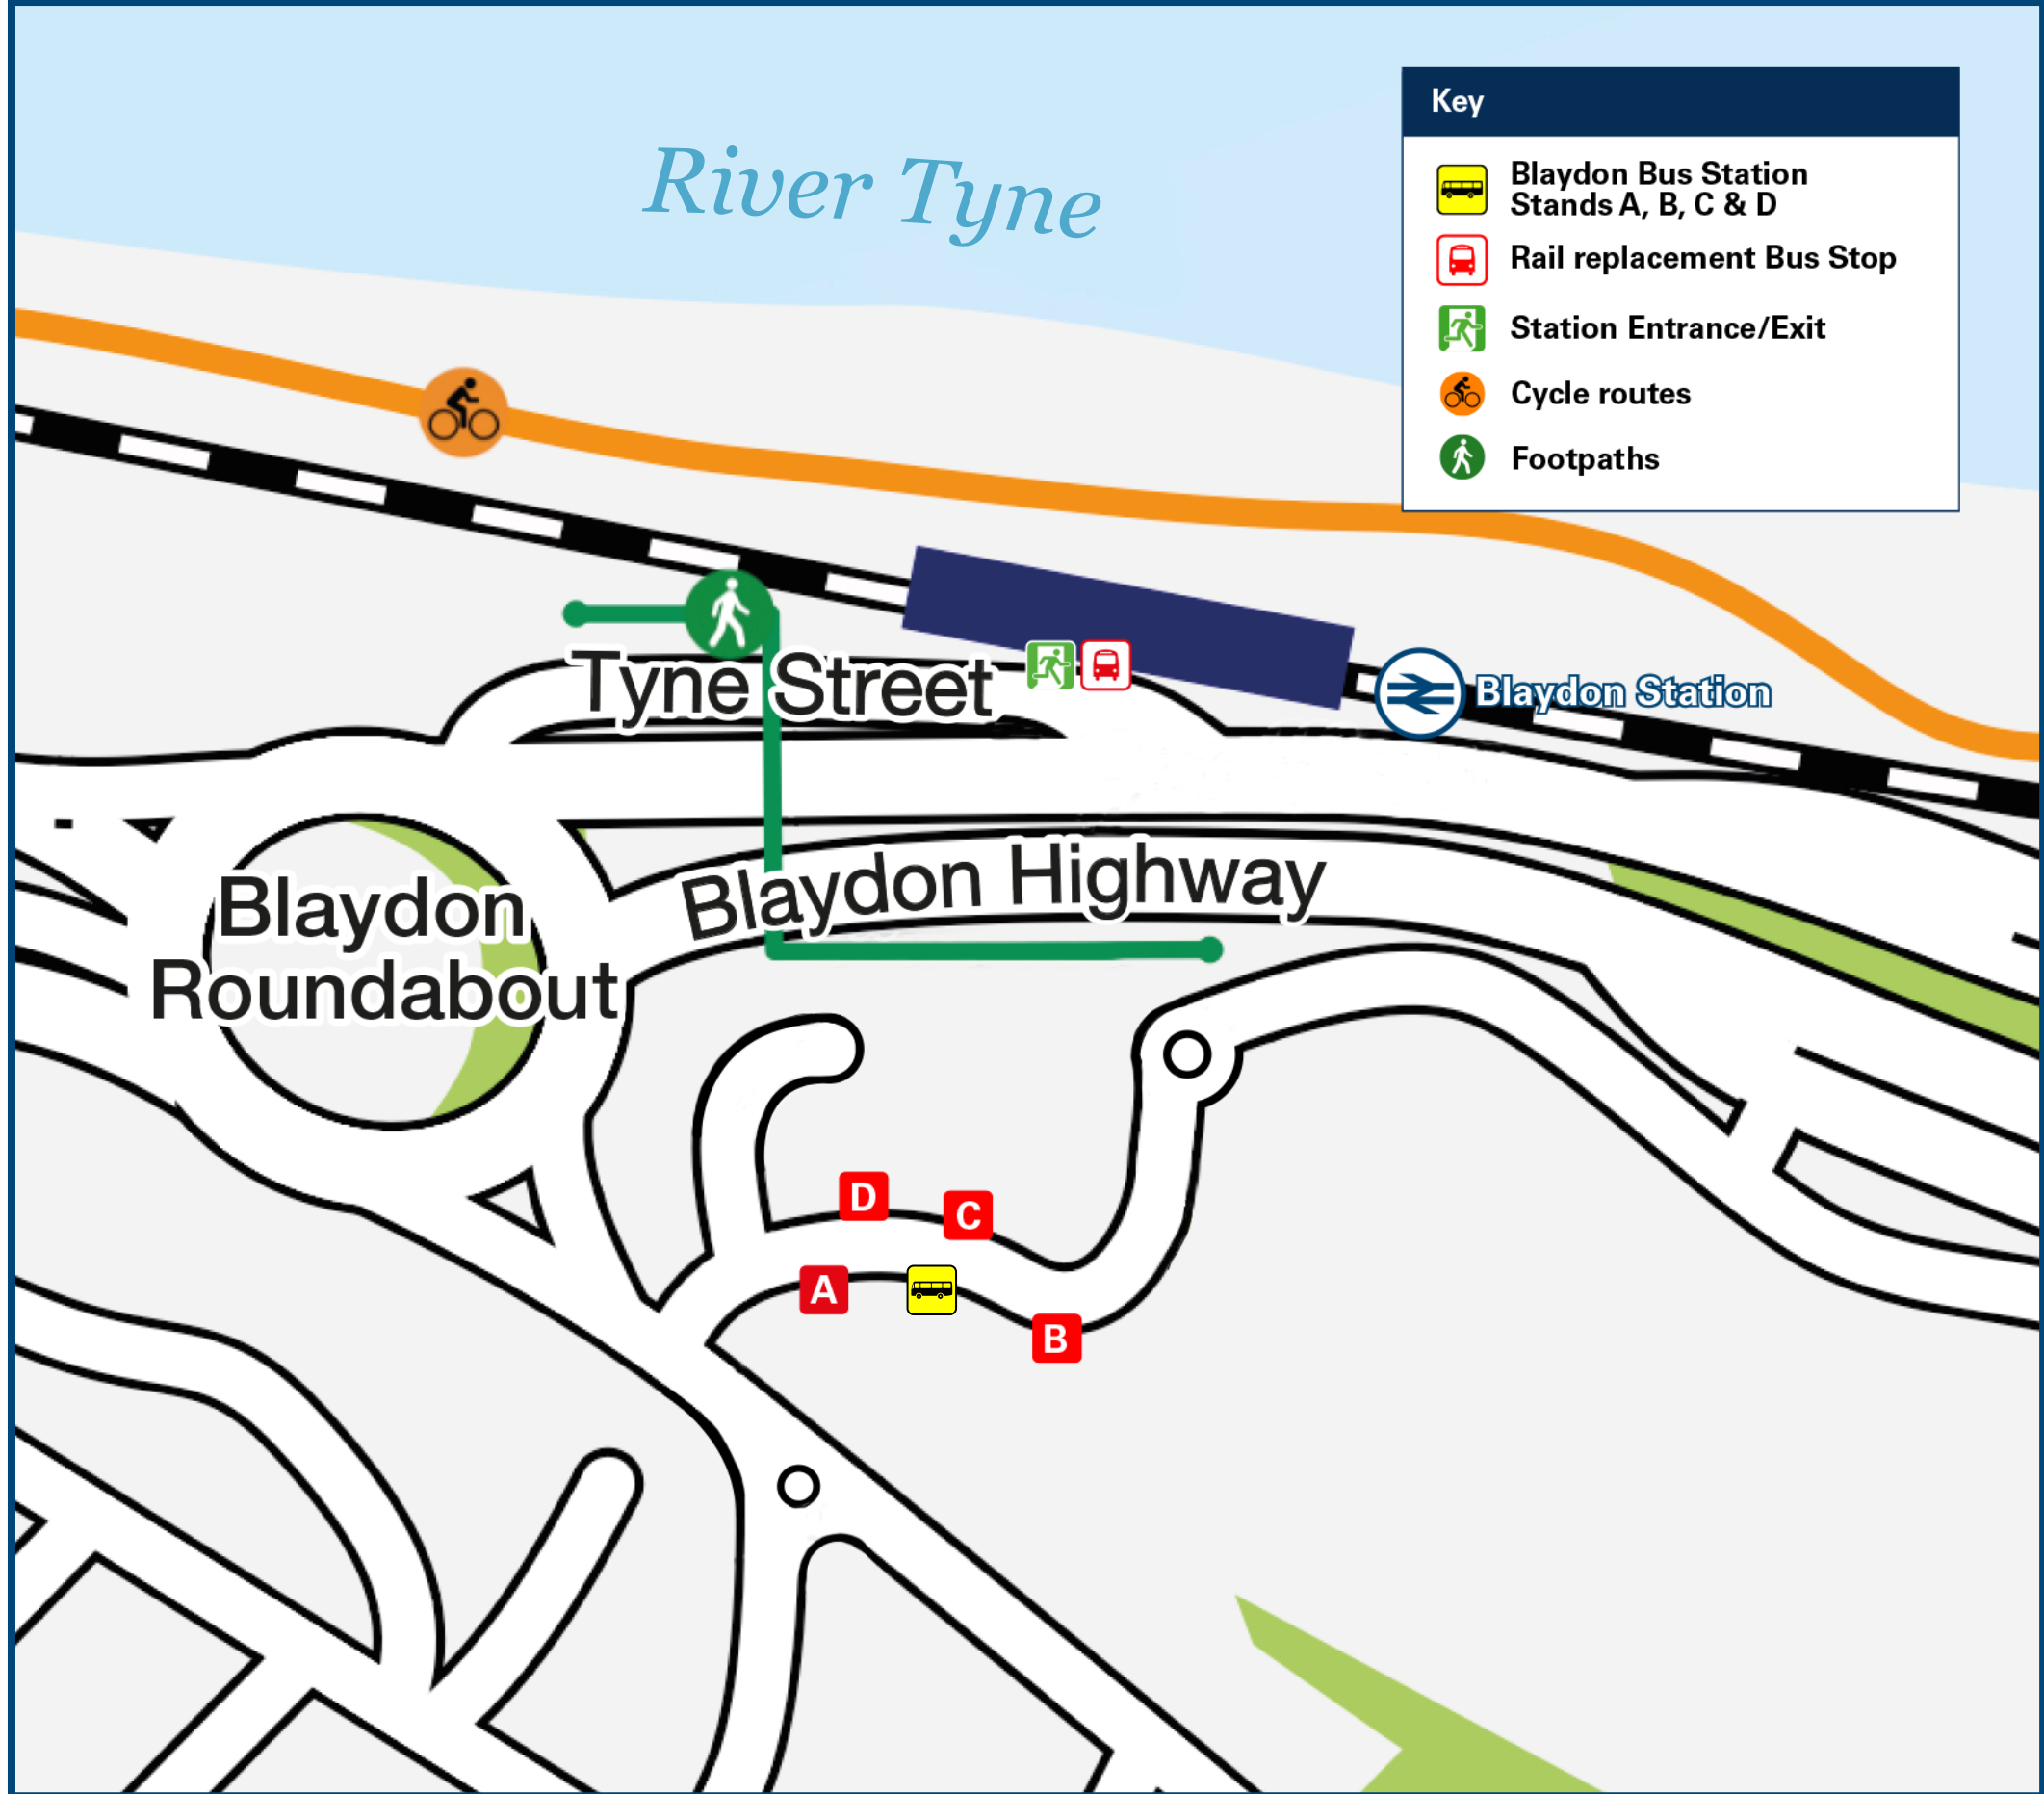 River Tyne
Key
Blaydon Bus Station
Stands A, B, C & D
Rail replacement Bus Stop
Station Entrance/Exit
Cycle routes
Footpaths
Tyne Street
Blaydon Station
Blaydon Highway
Blaydon
Roundabout
D
C
A
B